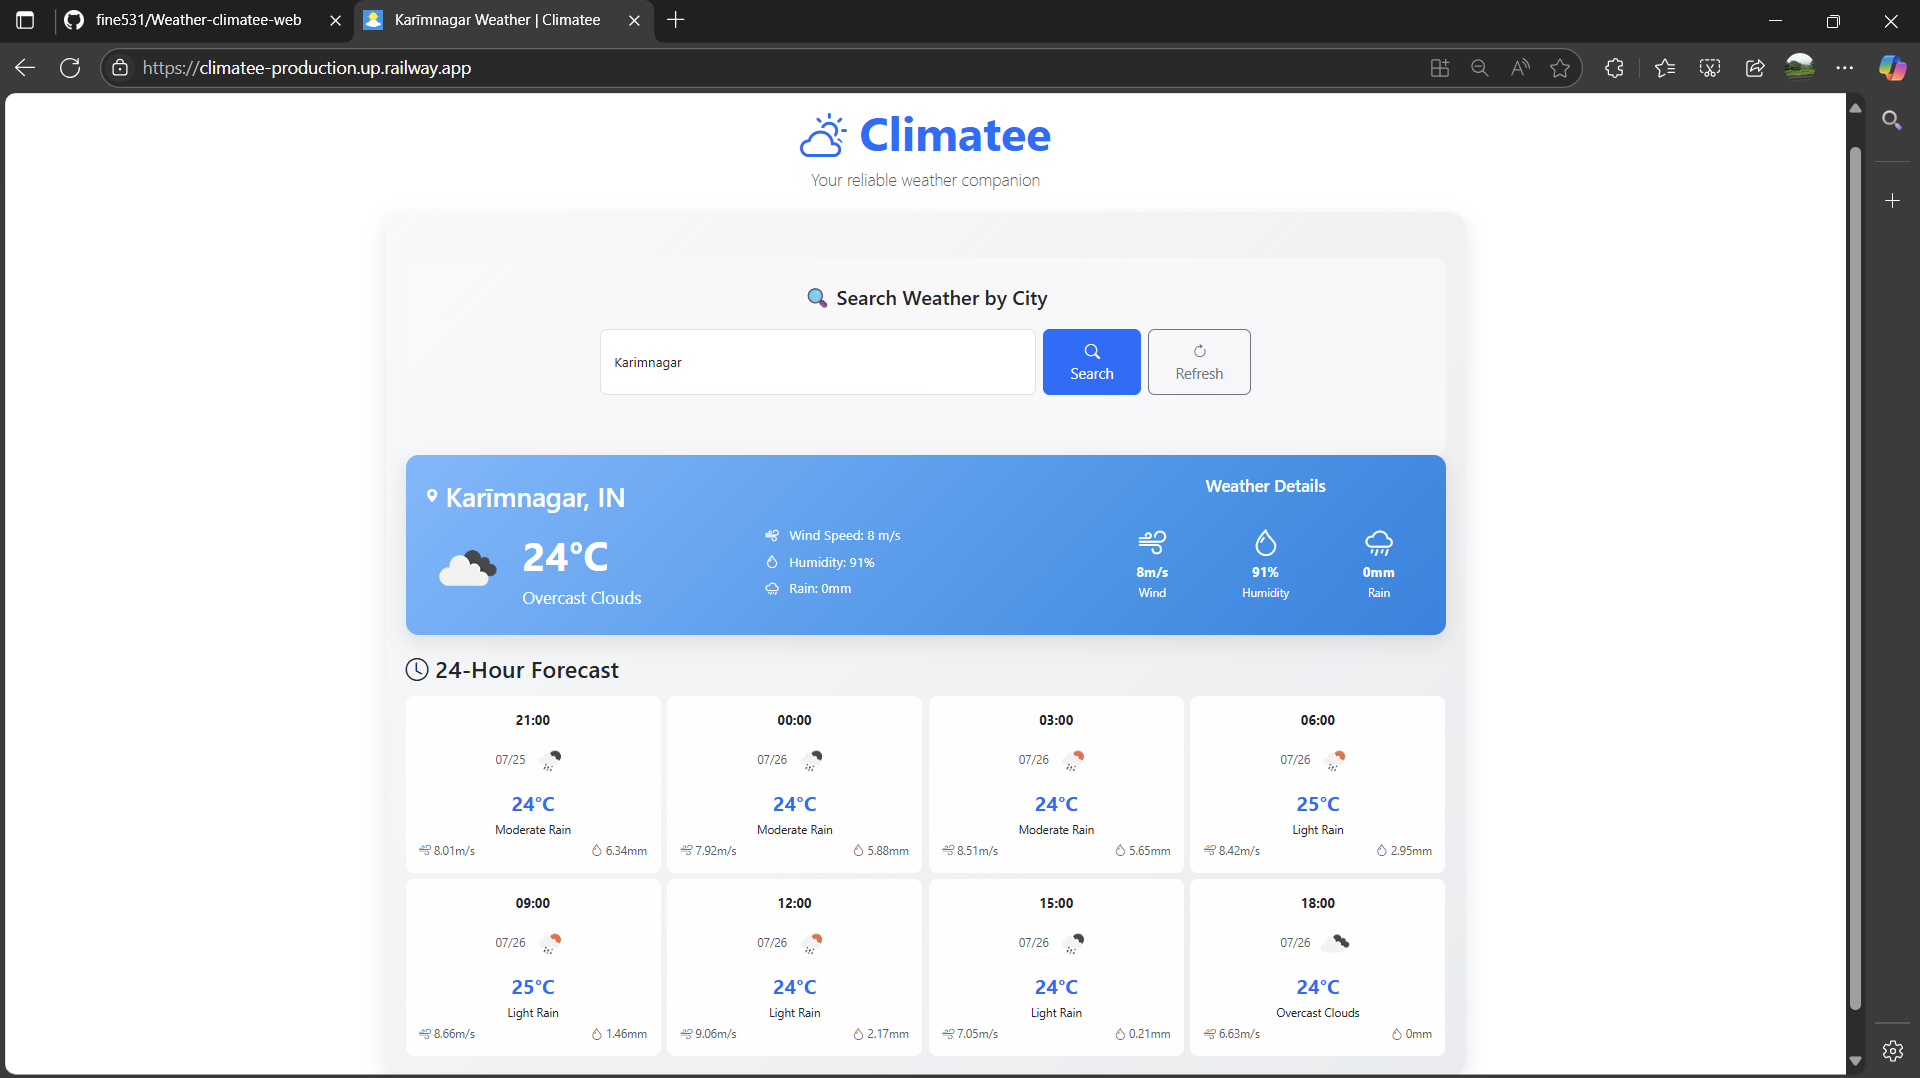 fine531/Weather-climatee-web
Karīmnagar Weather | Climatee
https://climatee-production.up.railway.app
Climatee
Your reliable weather companion
Search Weather by City
Karimnagar
Search
Refresh
Karīmnagar, IN
24°C
Overcast Clouds
Wind Speed: 8 m/s
Humidity: 91%
Rain: 0mm
Weather Details
8m/s
Wind
91%
Humidity
0mm
Rain
24-Hour Forecast
21:00
07/25
24°C
Moderate Rain
8.01m/s
6.34mm
00:00
07/26
24°C
Moderate Rain
7.92m/s
5.88mm
03:00
07/26
24°C
Moderate Rain
8.51m/s
5.65mm
06:00
07/26
25°C
Light Rain
8.42m/s
2.95mm
09:00
07/26
25°C
Light Rain
8.66m/s
1.46mm
12:00
07/26
24°C
Light Rain
9.06m/s
2.17mm
15:00
07/26
24°C
Light Rain
7.05m/s
0.21mm
18:00
07/26
24°C
Overcast Clouds
6.63m/s
0mm